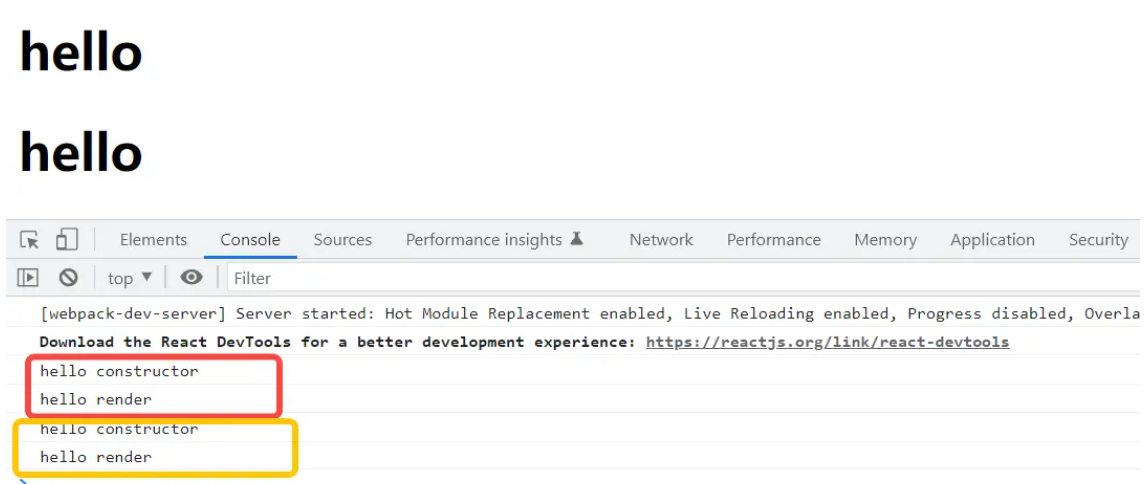 hello
hello
Elements Console Sources Performance insights Network Performance Memory Application Security
top Filter
[webpack-dev-server] Server started: Hot Module Replacement enabled, Live Reloading enabled, Progress disabled, Overla
Download the React DevTools for a better development experience: https://reactjs.org/link/react-devtools
hello constructor
hello render
hello constructor
hello render